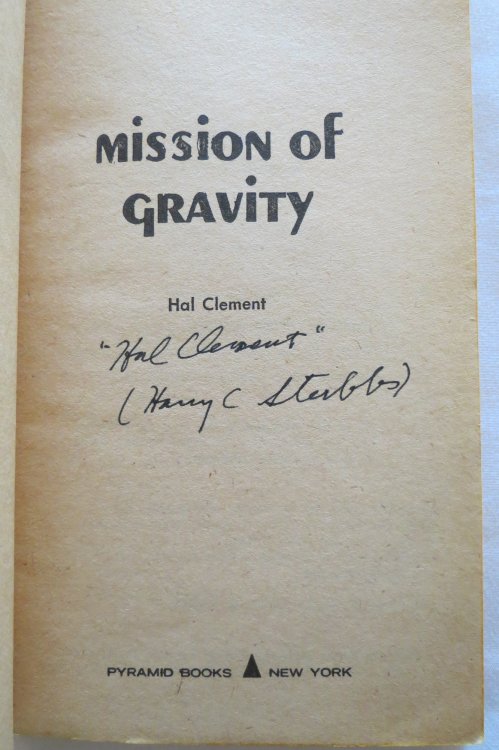 Mission of
Gravity
Hal Clement
"Hal Clement"
(Harry C Stubbs)
PYRAMID BOOKS NEW YORK